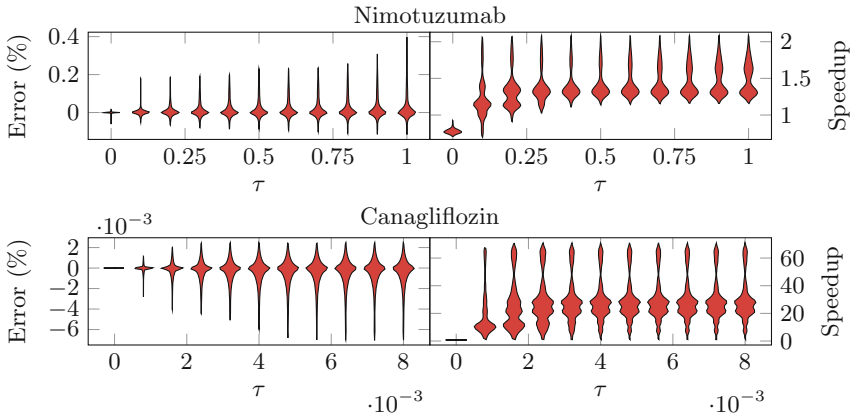 Nimotuzumab
Error (%)
0.4
0.2
0
2
1.5
1
Speedup
0 0.25 0.5 0.75 1
0 0.25 0.5 0.75 1
τ
τ
·10⁻³
Canagliflozin
Error (%)
2
0
−2
−4
−6
60
40
20
0
Speedup
0 2 4 6 8
0 2 4 6 8
τ
τ
·10⁻³
·10⁻³